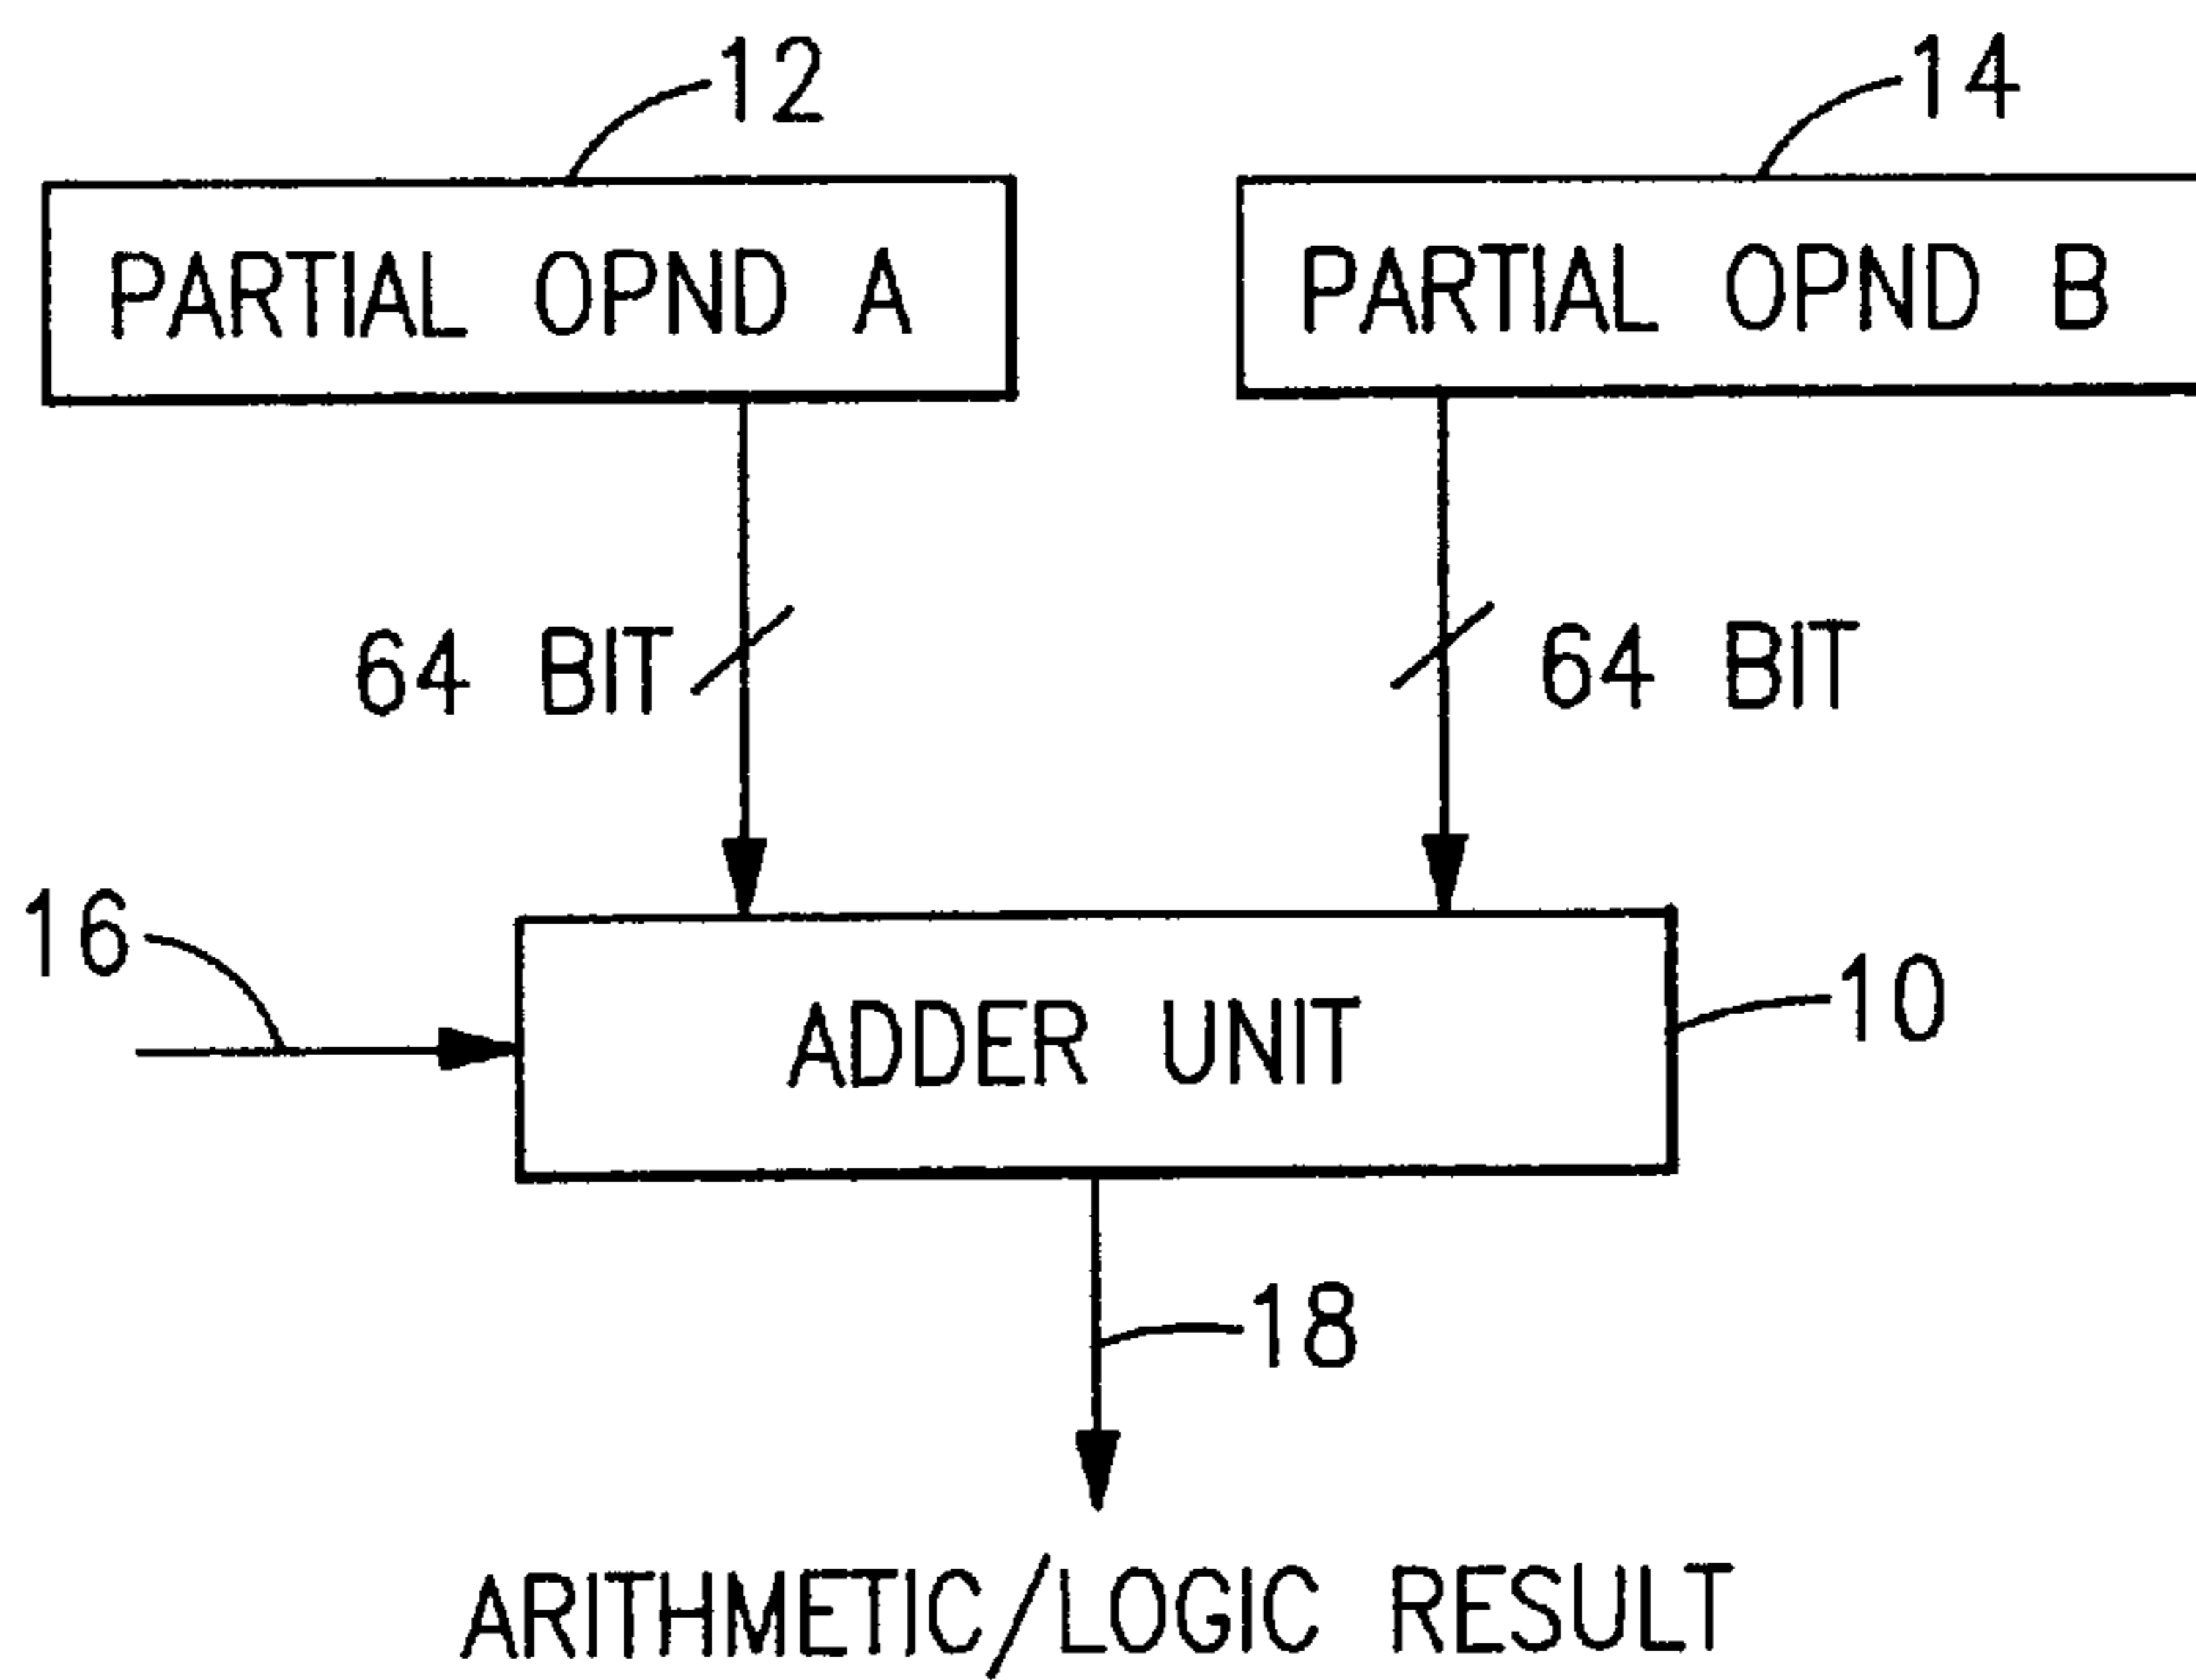 12
14
PARTIAL OPND A
PARTIAL OPND B
64 BIT
64 BIT
16
ADDER UNIT
10
18
ARITHMETIC/LOGIC RESULT